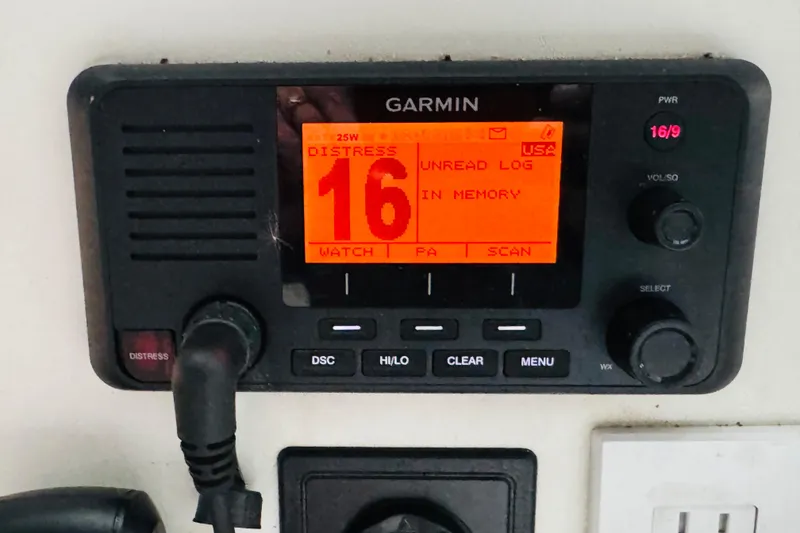 GARMIN
PWR
16/9
25W
DISTRESS
USA
16
UNREAD LOG
IN MEMORY
WATCH PA SCAN
VOL/SQ
SELECT
WX
DISTRESS
DSC HI/LO CLEAR MENU